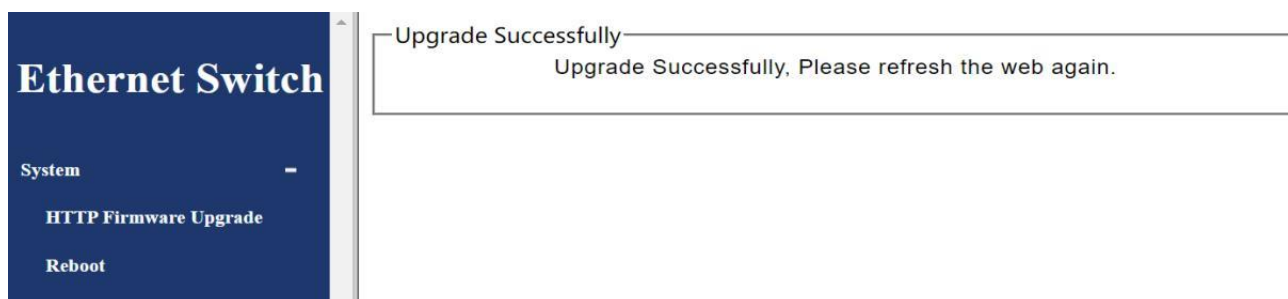 Ethernet Switch
System
HTTP Firmware Upgrade
Reboot
Upgrade Successfully
Upgrade Successfully, Please refresh the web again.